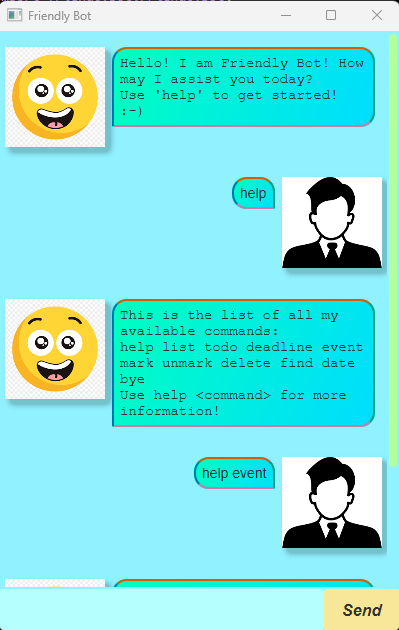 Friendly Bot
Hello! I am Friendly Bot! How
may I assist you today?
Use 'help' to get started!
:-)
help
This is the list of all my
available commands:
help list todo deadline event
mark unmark delete find date
bye
Use help <command> for more
information!
help event
Send